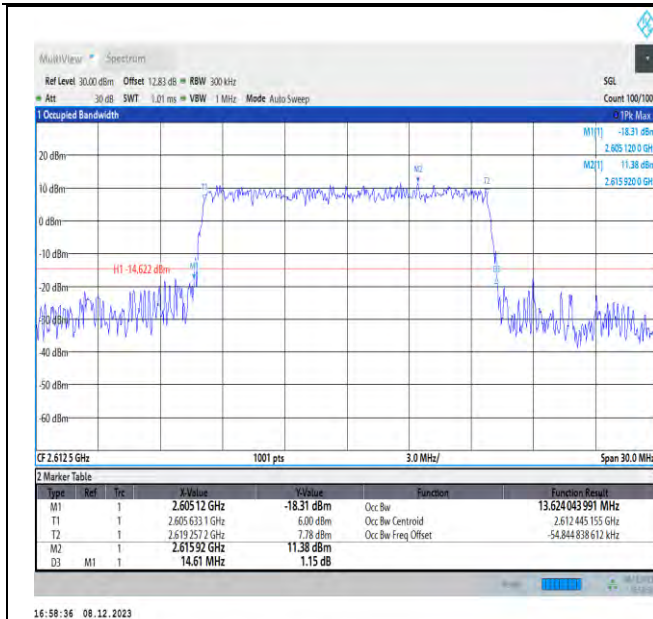 MultiView Spectrum
Ref Level 30.00 dBm Offset 12.83 dB RBW 300 kHz SGL
Att 30 dB SWT 1.01 ms VBW 1 MHz Mode Auto Sweep Count 100/100
1 Occupied Bandwidth 1Pk Max
M1[1] -18.31 dBm
2.605 120 0 GH
20 dBm
M2[1] 11.38 dBm
2.615 920 0 GH
M2
T2
10 dBm
0 dBm
-10 dBm
M1
H1 -14.622 dBm
-20 dBm
-30 dBm
-40 dBm
-50 dBm
-60 dBm
CF 2.612 5 GHz 1001 pts 3.0 MHz/ Span 30.0 MHz
2 Marker Table
Type Ref Trc X-Value Y-Value Function Function Result
M1 1 2.605 12 GHz -18.31 dBm Occ Bw 13.624 043 991 MHz
T1 1 2.605 633 1 GHz 6.00 dBm Occ Bw Centroid 2.612 445 155 GHz
T2 1 2.619 257 2 GHz 7.78 dBm Occ Bw Freq Offset -54.844 838 612 kHz
M2 1 2.615 92 GHz 11.38 dBm
D3 M1 1 14.61 MHz 1.15 dB
16:58:36 08.12.2023